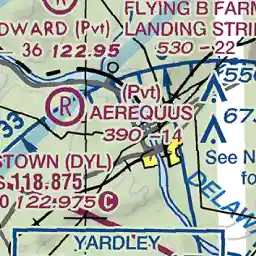 FLYING B FARM
DWARD (Pvt)
LANDING STRI
36 122.95
530 - 22
550
R
(Pvt)
AEREQUUS
390 - 14
33
67
STOWN (DYL)
See N
fo
118.875
0 122.975 C
DELAW
YARDLEY